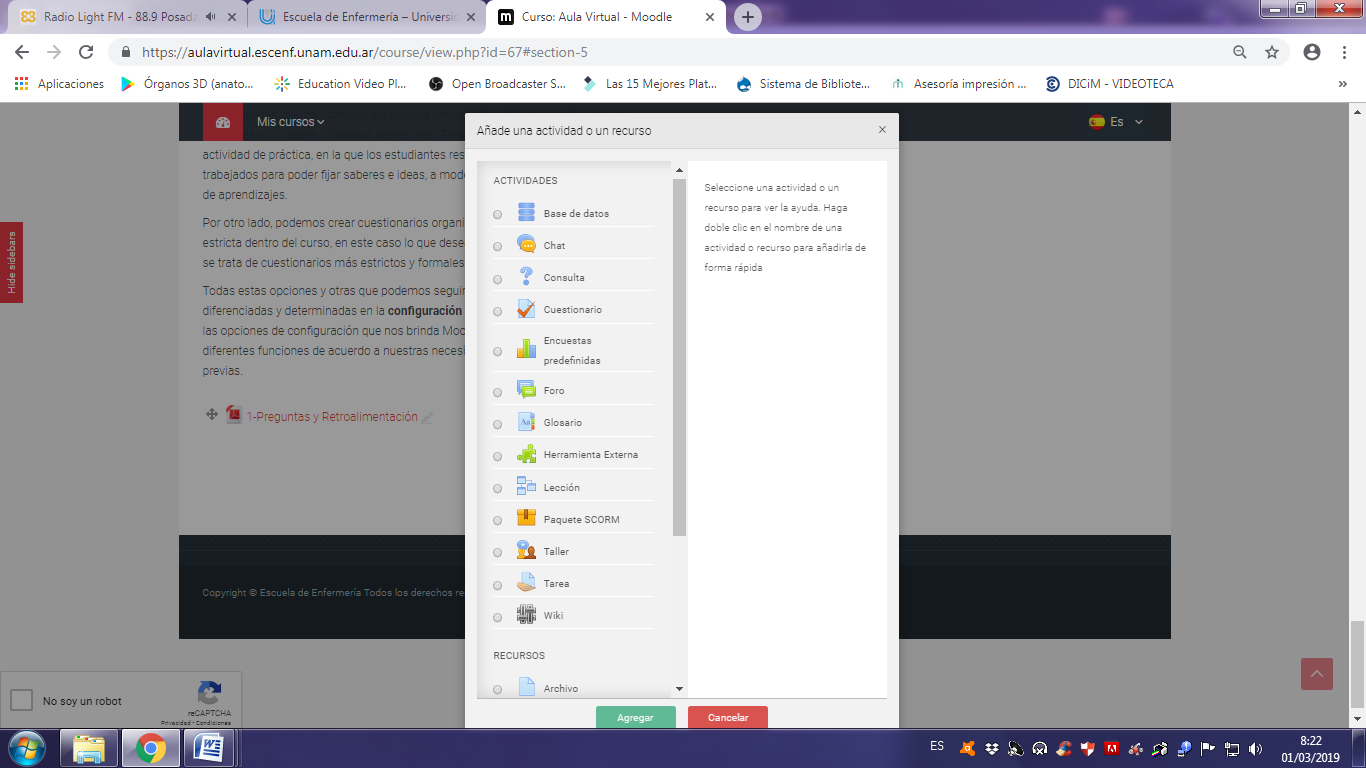 Radio Light FM - 88.9 Posada
Escuela de Enfermería – Universi
Curso: Aula Virtual - Moodle
https://aulavirtual.escenf.unam.edu.ar/course/view.php?id=67#section-5
Aplicaciones
Órganos 3D (anato...
Education Video Pl...
Open Broadcaster S...
Las 15 Mejores Plat...
Sistema de Bibliote...
Asesoría impresión ...
DICiM - VIDEOTECA
»
Mis cursos
Es
Hide sidebars
actividad de práctica, en la que los estudiantes res
trabajados para poder fijar saberes e ideas, a mod
de aprendizajes.
Por otro lado, podemos crear cuestionarios organi
estricta dentro del curso, en este caso lo que dese
se trata de cuestionarios más estrictos y formales
Todas estas opciones y otras que podemos segui
diferenciadas y determinadas en la configuración
las opciones de configuración que nos brinda Moo
diferentes funciones de acuerdo a nuestras neces
previas.
1-Preguntas y Retroalimentación
Copyright © Escuela de Enfermería Todos los derechos re
Añade una actividad o un recurso
×
ACTIVIDADES
Base de datos
Chat
Consulta
Cuestionario
Encuestas
predefinidas
Foro
Glosario
Herramienta Externa
Lección
Paquete SCORM
Taller
Tarea
Wiki
RECURSOS
Archivo
Seleccione una actividad o un
recurso para ver la ayuda. Haga
doble clic en el nombre de una
actividad o recurso para añadirla de
forma rápida
Agregar
Cancelar
No soy un robot
reCAPTCHA
Privacidad - Condiciones
ES
8:22
01/03/2019